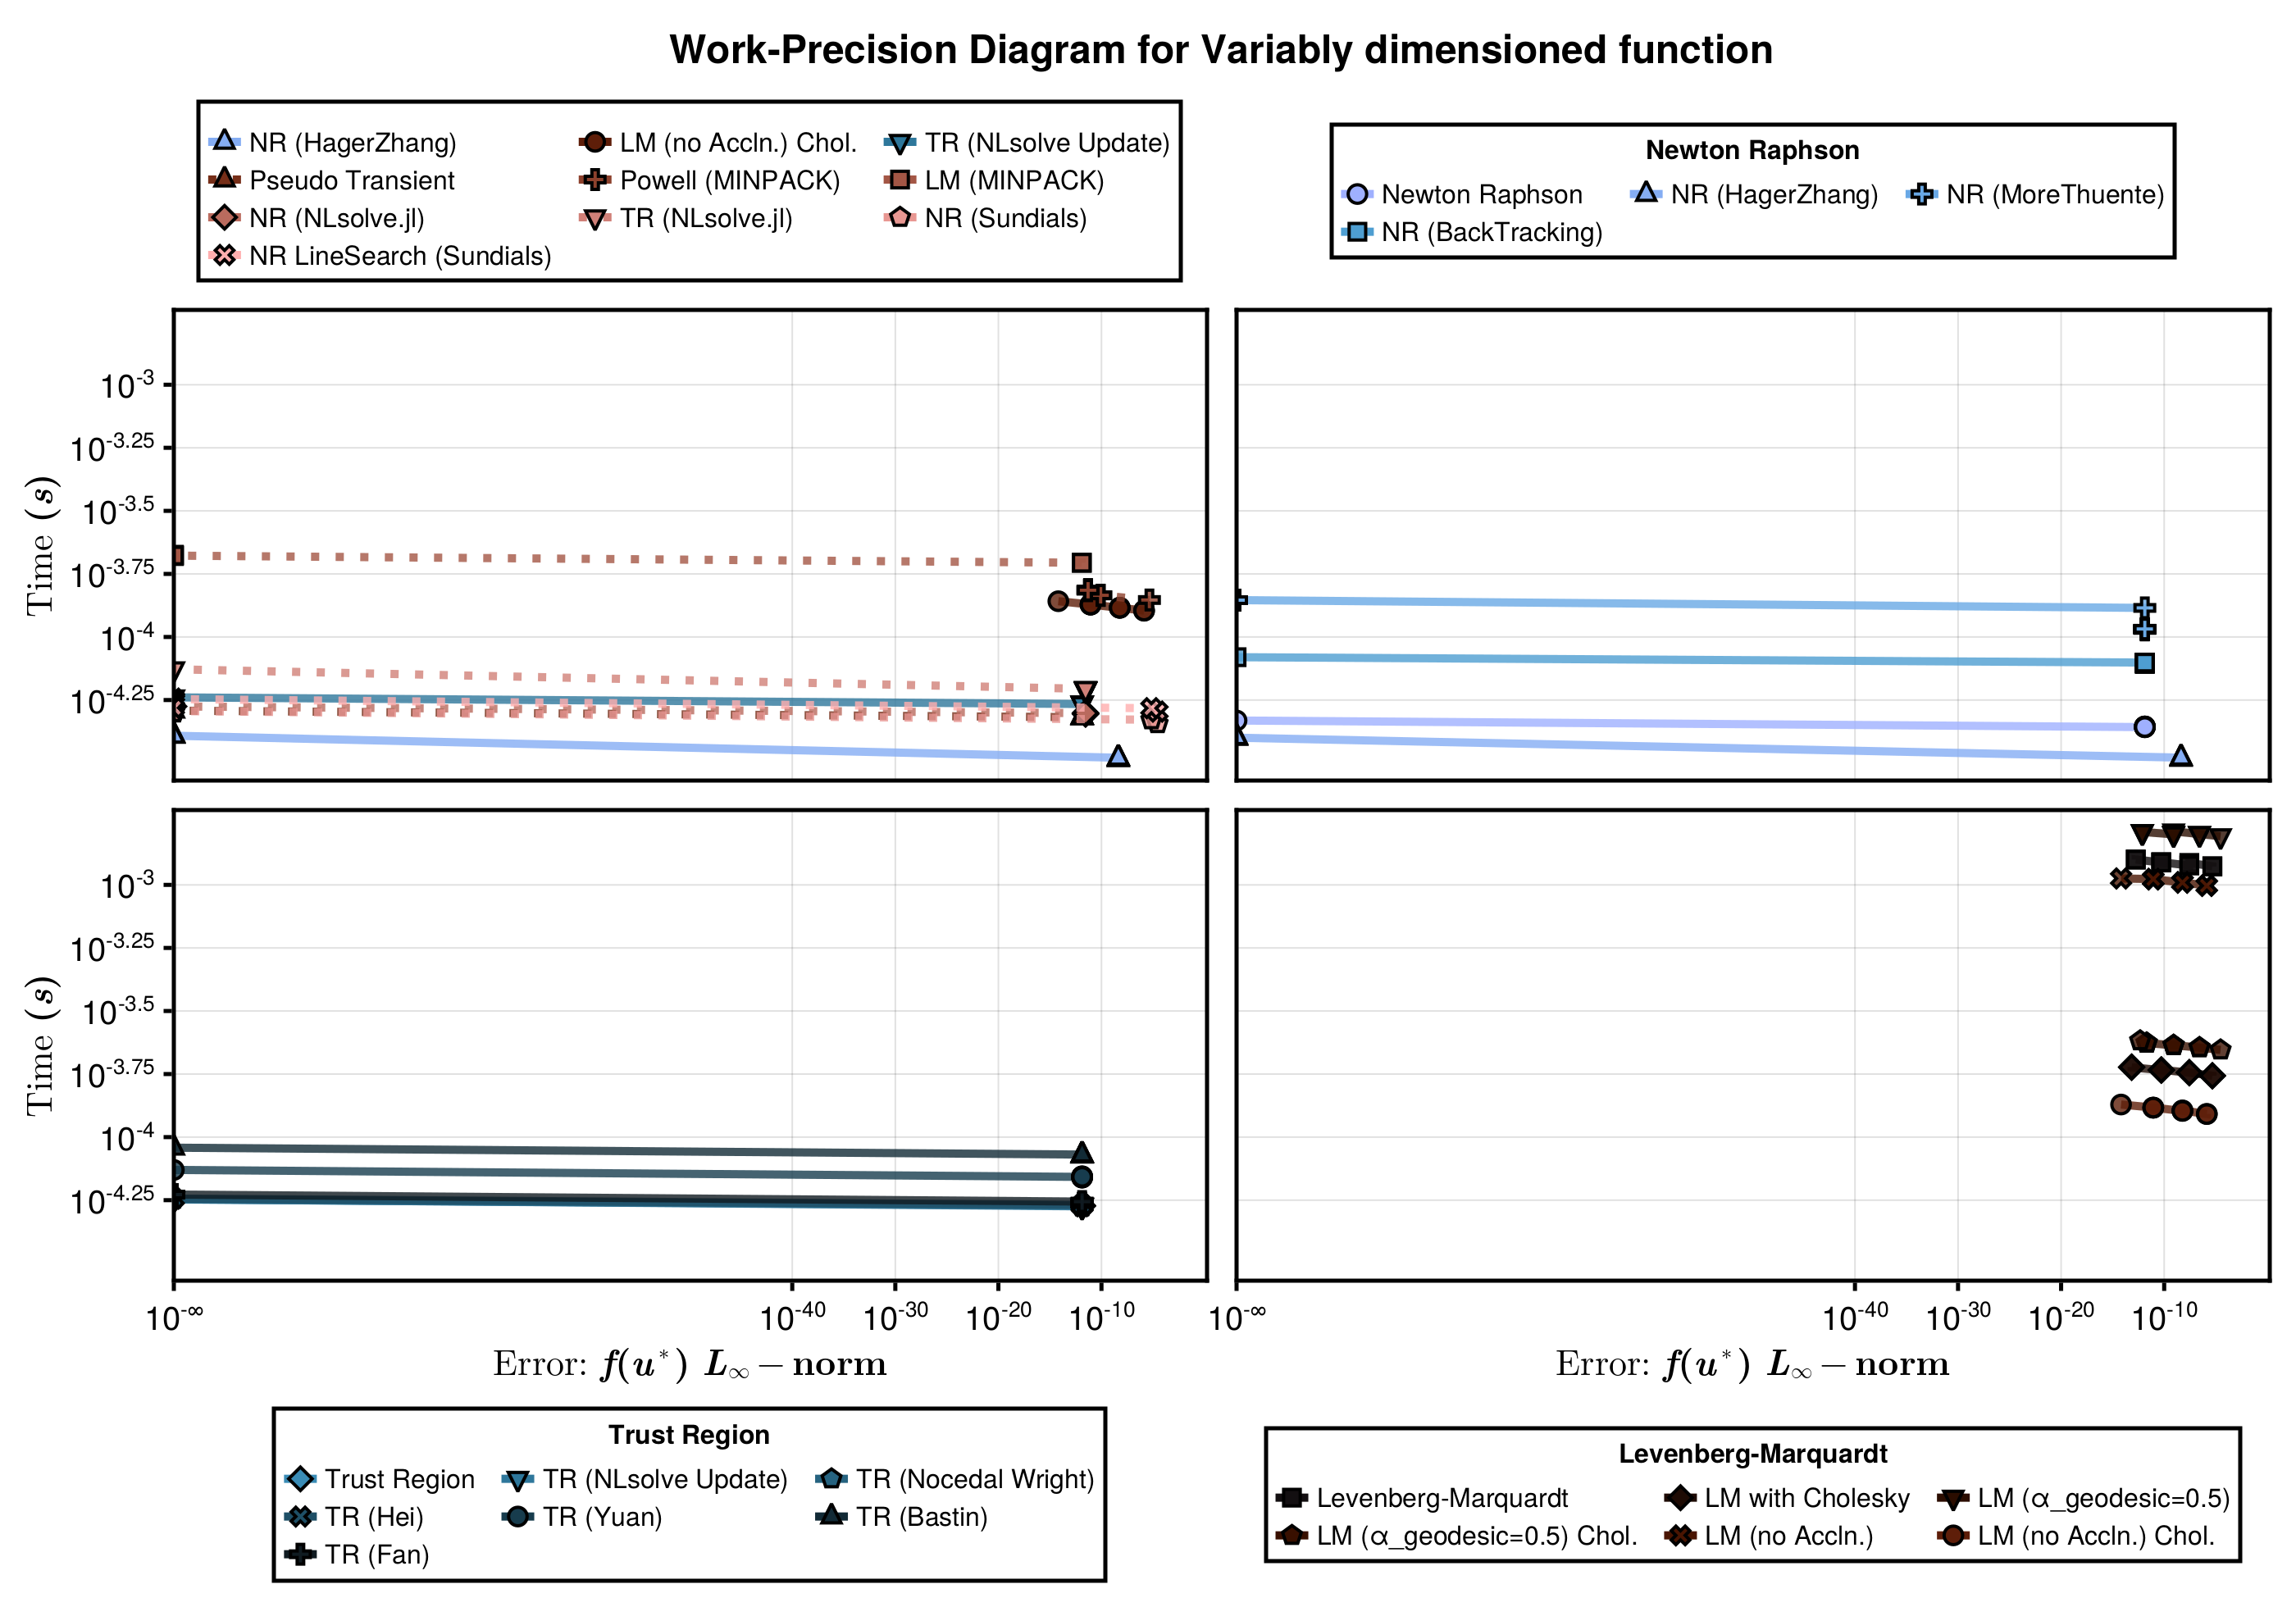 Work-Precision Diagram for Variably dimensioned function
NR (HagerZhang) LM (no Accln.) Chol. TR (NLsolve Update)
Pseudo Transient Powell (MINPACK) LM (MINPACK)
NR (NLsolve.jl) TR (NLsolve.jl) NR (Sundials)
NR LineSearch (Sundials)
Newton Raphson
Newton Raphson NR (HagerZhang) NR (MoreThuente)
NR (BackTracking)
10^-3
10^-3.25
10^-3.5
10^-3.75
10^-4
10^-4.25
Time (s)
10^-3
10^-3.25
10^-3.5
10^-3.75
10^-4
10^-4.25
Time (s)
10^-∞ 10^-40 10^-30 10^-20 10^-10
10^-∞ 10^-40 10^-30 10^-20 10^-10
Error: f(u*) L∞ − norm
Error: f(u*) L∞ − norm
Trust Region
Trust Region TR (NLsolve Update) TR (Nocedal Wright)
TR (Hei) TR (Yuan) TR (Bastin)
TR (Fan)
Levenberg-Marquardt
Levenberg-Marquardt LM with Cholesky LM (α_geodesic=0.5)
LM (α_geodesic=0.5) Chol. LM (no Accln.) LM (no Accln.) Chol.